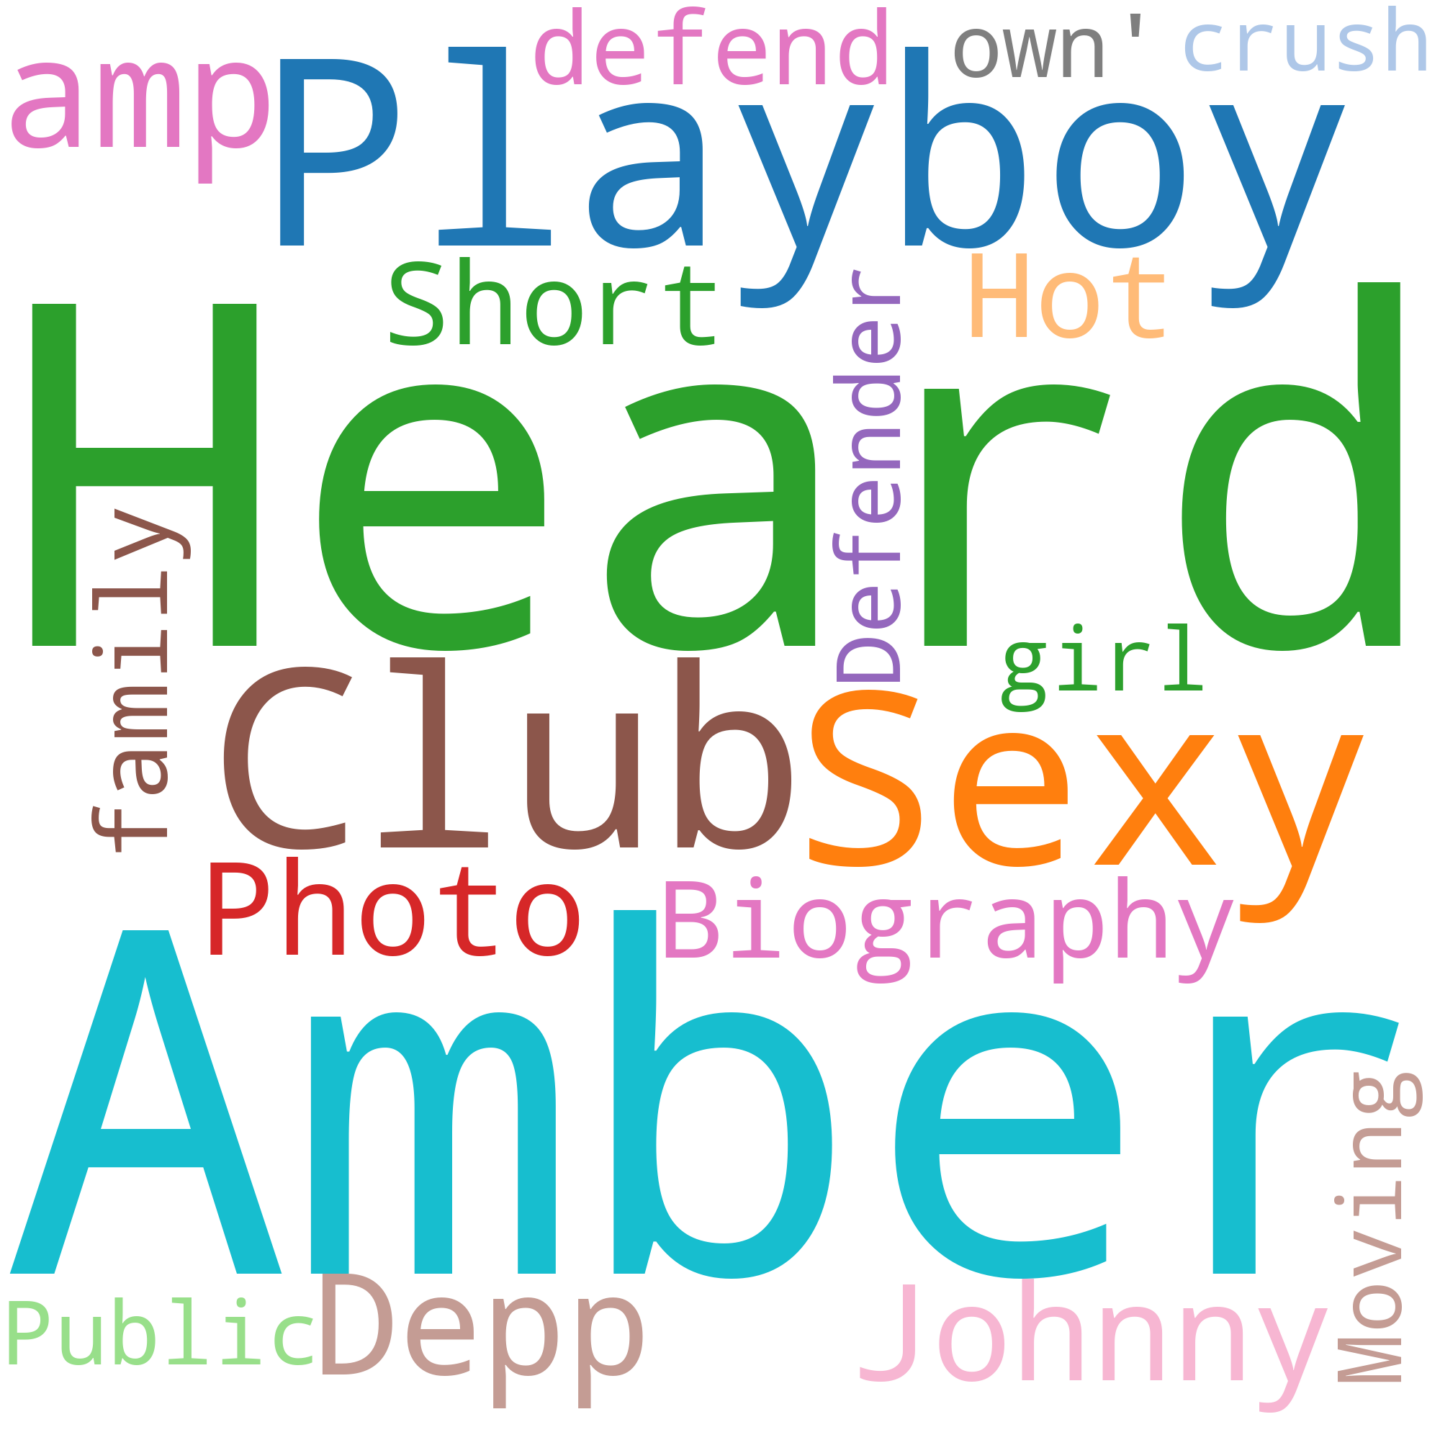 defend
own'
crush
amp
Playboy
Short
Hot
Defender
Heard
family
girl
Club
Sexy
Photo
Biography
Amber
Moving
Public
Depp
Johnny